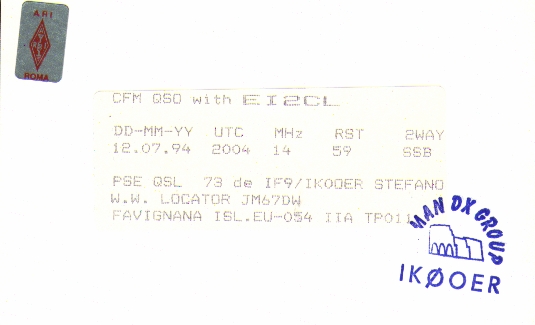 ARI
ROMA
CFM QSO with EI2CL
DD-MM-YY UTC MHz RST 2WAY
12.07.94 2004 14 59 SSB
PSE QSL 73 de IF9/IK0OER STEFANO
W.W. LOCATOR JM67DW
FAVIGNANA ISL.EU-054 IIA TP011
MAN DX GROUP
IKØOER